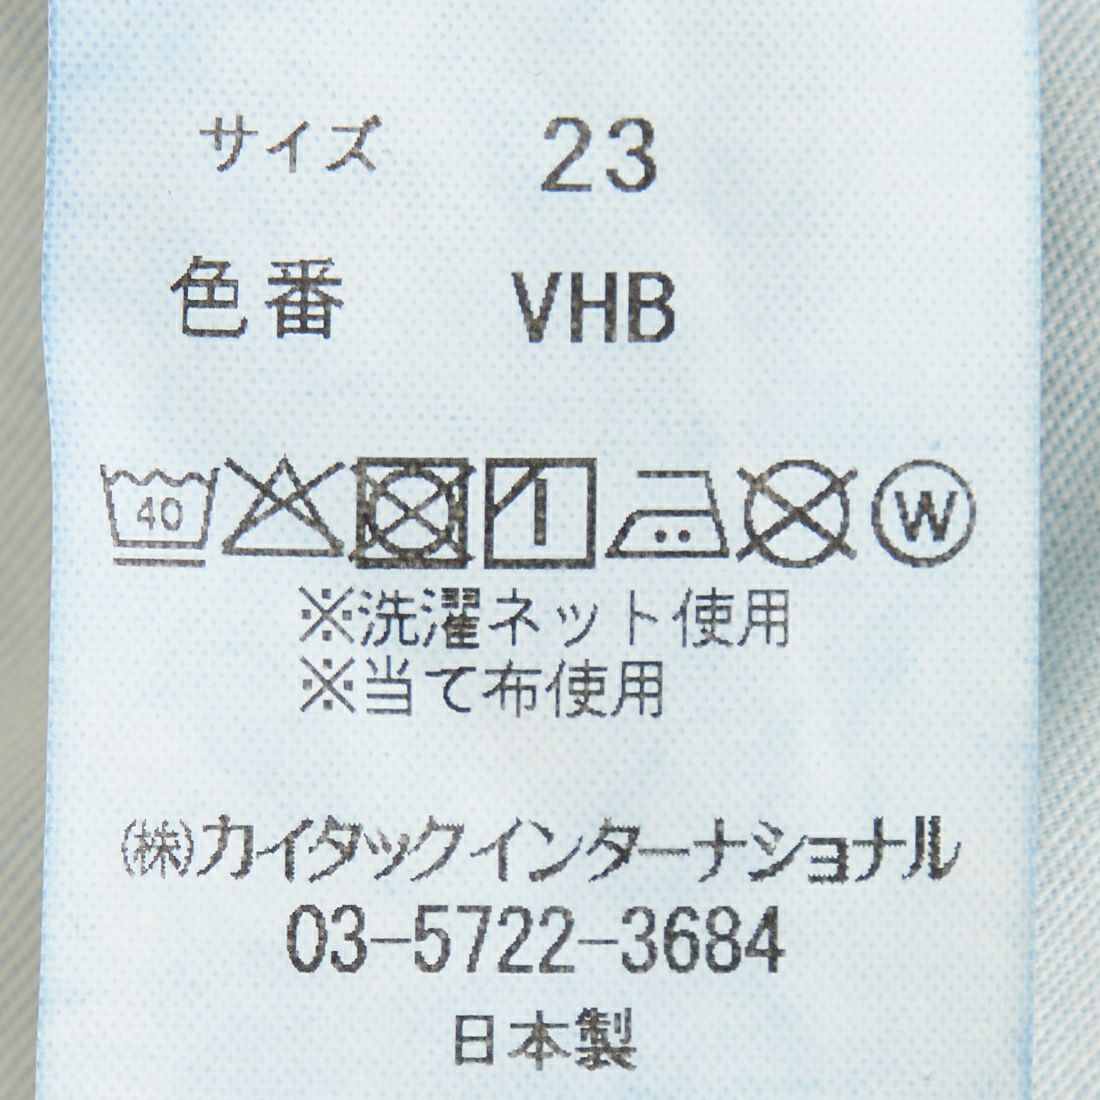 サイズ 23
色番 VHB
40 W
※洗濯ネット使用
※当て布使用
㈱カイタックインターナショナル
03-5722-3684
日本製